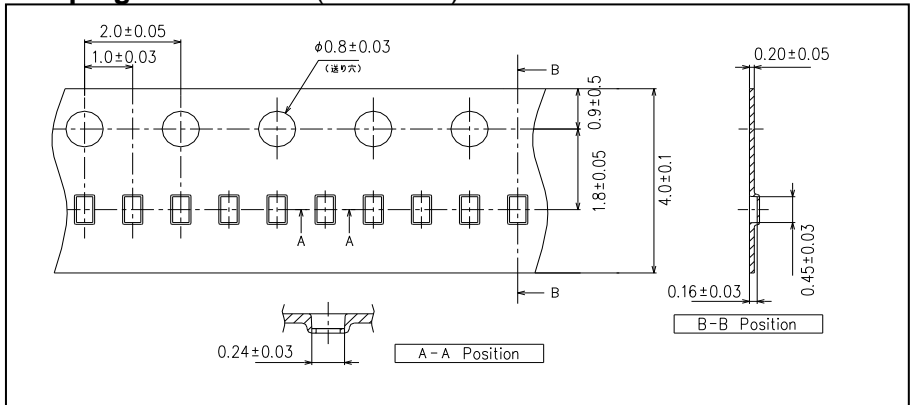 2.0±0.05
1.0±0.03
φ0.8±0.03
(送り穴)
B
0.9±0.5
1.8±0.05
4.0±0.1
0.20±0.05
A
A
B
0.16±0.03
0.45±0.03
B-B Position
0.24±0.03
A-A Position